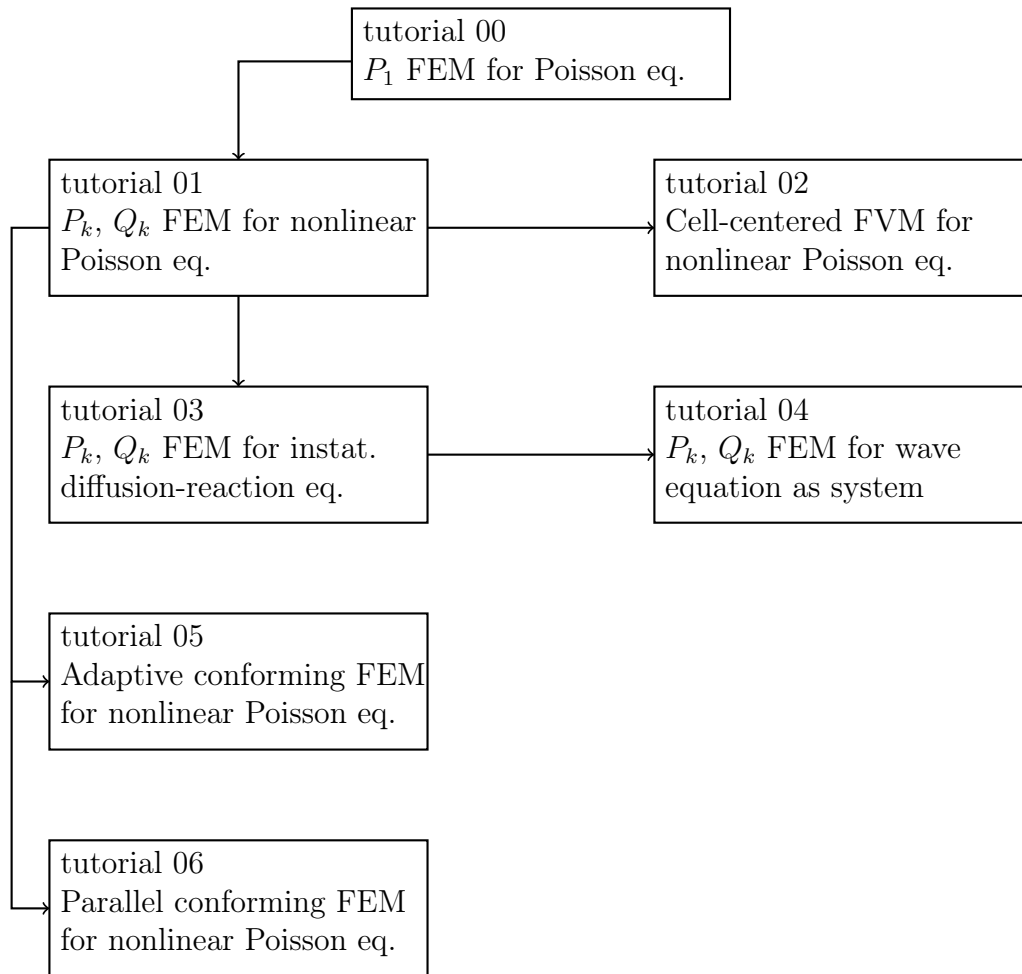 tutorial 00
P₁ FEM for Poisson eq.
tutorial 01
Pₖ, Qₖ FEM for nonlinear
Poisson eq.
tutorial 02
Cell-centered FVM for
nonlinear Poisson eq.
tutorial 03
Pₖ, Qₖ FEM for instat.
diffusion-reaction eq.
tutorial 04
Pₖ, Qₖ FEM for wave
equation as system
tutorial 05
Adaptive conforming FEM
for nonlinear Poisson eq.
tutorial 06
Parallel conforming FEM
for nonlinear Poisson eq.